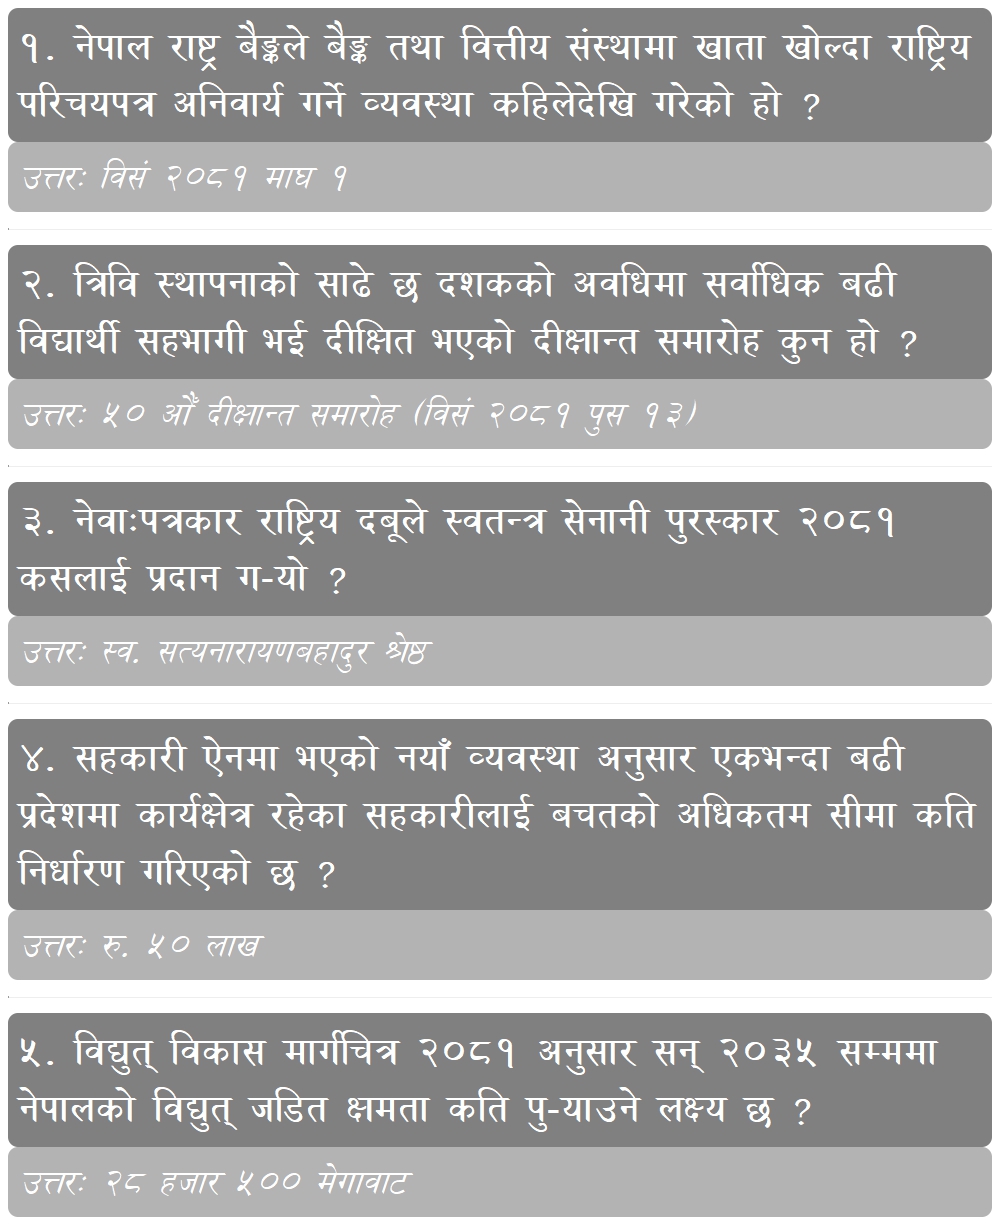 १. नेपाल राष्ट्र बैङ्कले बैङ्क तथा वित्तीय संस्थामा खाता खोल्दा राष्ट्रिय
परिचयपत्र अनिवार्य गर्ने व्यवस्था कहिलेदेखि गरेको हो ?
उत्तरः विसं २०८१ माघ १
२. त्रिवि स्थापनाको साढे छ दशकको अवधिमा सर्वाधिक बढी
विद्यार्थी सहभागी भई दीक्षित भएको दीक्षान्त समारोह कुन हो ?
उत्तरः ५० औँ दीक्षान्त समारोह (विसं २०८१ पुस १३)
३. नेवाःपत्रकार राष्ट्रिय दबूले स्वतन्त्र सेनानी पुरस्कार २०८१
कसलाई प्रदान ग-यो ?
उत्तरः स्व. सत्यनारायणबहादुर श्रेष्ठ
४. सहकारी ऐनमा भएको नयाँ व्यवस्था अनुसार एकभन्दा बढी
प्रदेशमा कार्यक्षेत्र रहेका सहकारीलाई बचतको अधिकतम सीमा कति
निर्धारण गरिएको छ ?
उत्तरः रु. ५० लाख
५. विद्युत् विकास मार्गचित्र २०८१ अनुसार सन् २०३५ सम्ममा
नेपालको विद्युत् जडित क्षमता कति पु-याउने लक्ष्य छ ?
उत्तरः २८ हजार ५०० मेगावाट